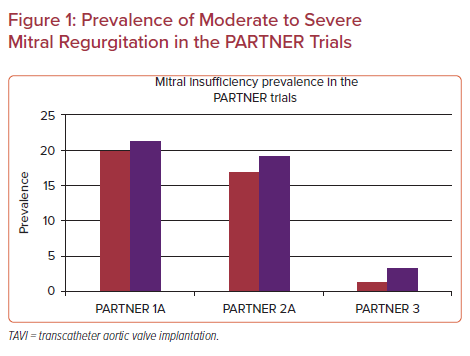 Figure 1: Prevalence of Moderate to Severe
Mitral Regurgitation in the PARTNER Trials
Mitral insufficiency prevalence in the
PARTNER trials
25
20
15
10
5
0
Prevalence
PARTNER 1A
PARTNER 2A
PARTNER 3
TAVI = transcatheter aortic valve implantation.